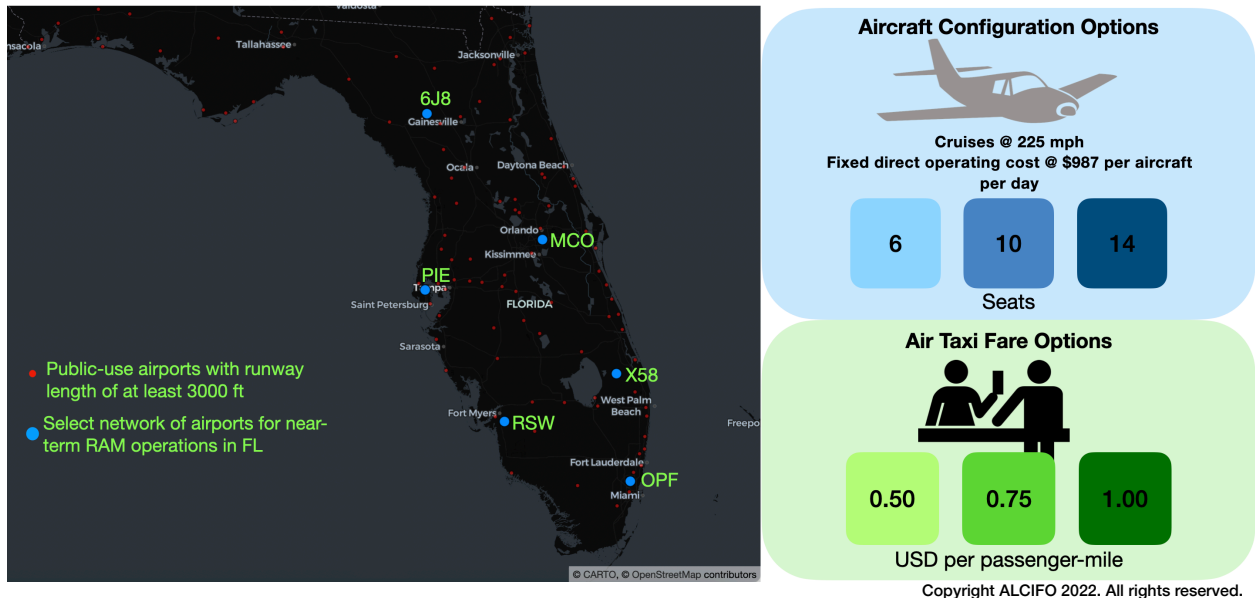 Valdosta
nsacola
Tallahassee
Jacksonville
6J8
Gainesville
Ocala
Daytona Beach
Orlando
MCO
Kissimmee
PIE
Tampa
Saint Petersburg
FLORIDA
Sarasota
Public-use airports with runway
length of at least 3000 ft
X58
West Palm
Beach
Fort Myers
RSW
Freepo
Select network of airports for near-
term RAM operations in FL
Fort Lauderdale
OPF
Miami
© CARTO, © OpenStreetMap contributors
Aircraft Configuration Options
Cruises @ 225 mph
Fixed direct operating cost @ $987 per aircraft
per day
6
10
14
Seats
Air Taxi Fare Options
0.50
0.75
1.00
USD per passenger-mile
Copyright ALCIFO 2022. All rights reserved.